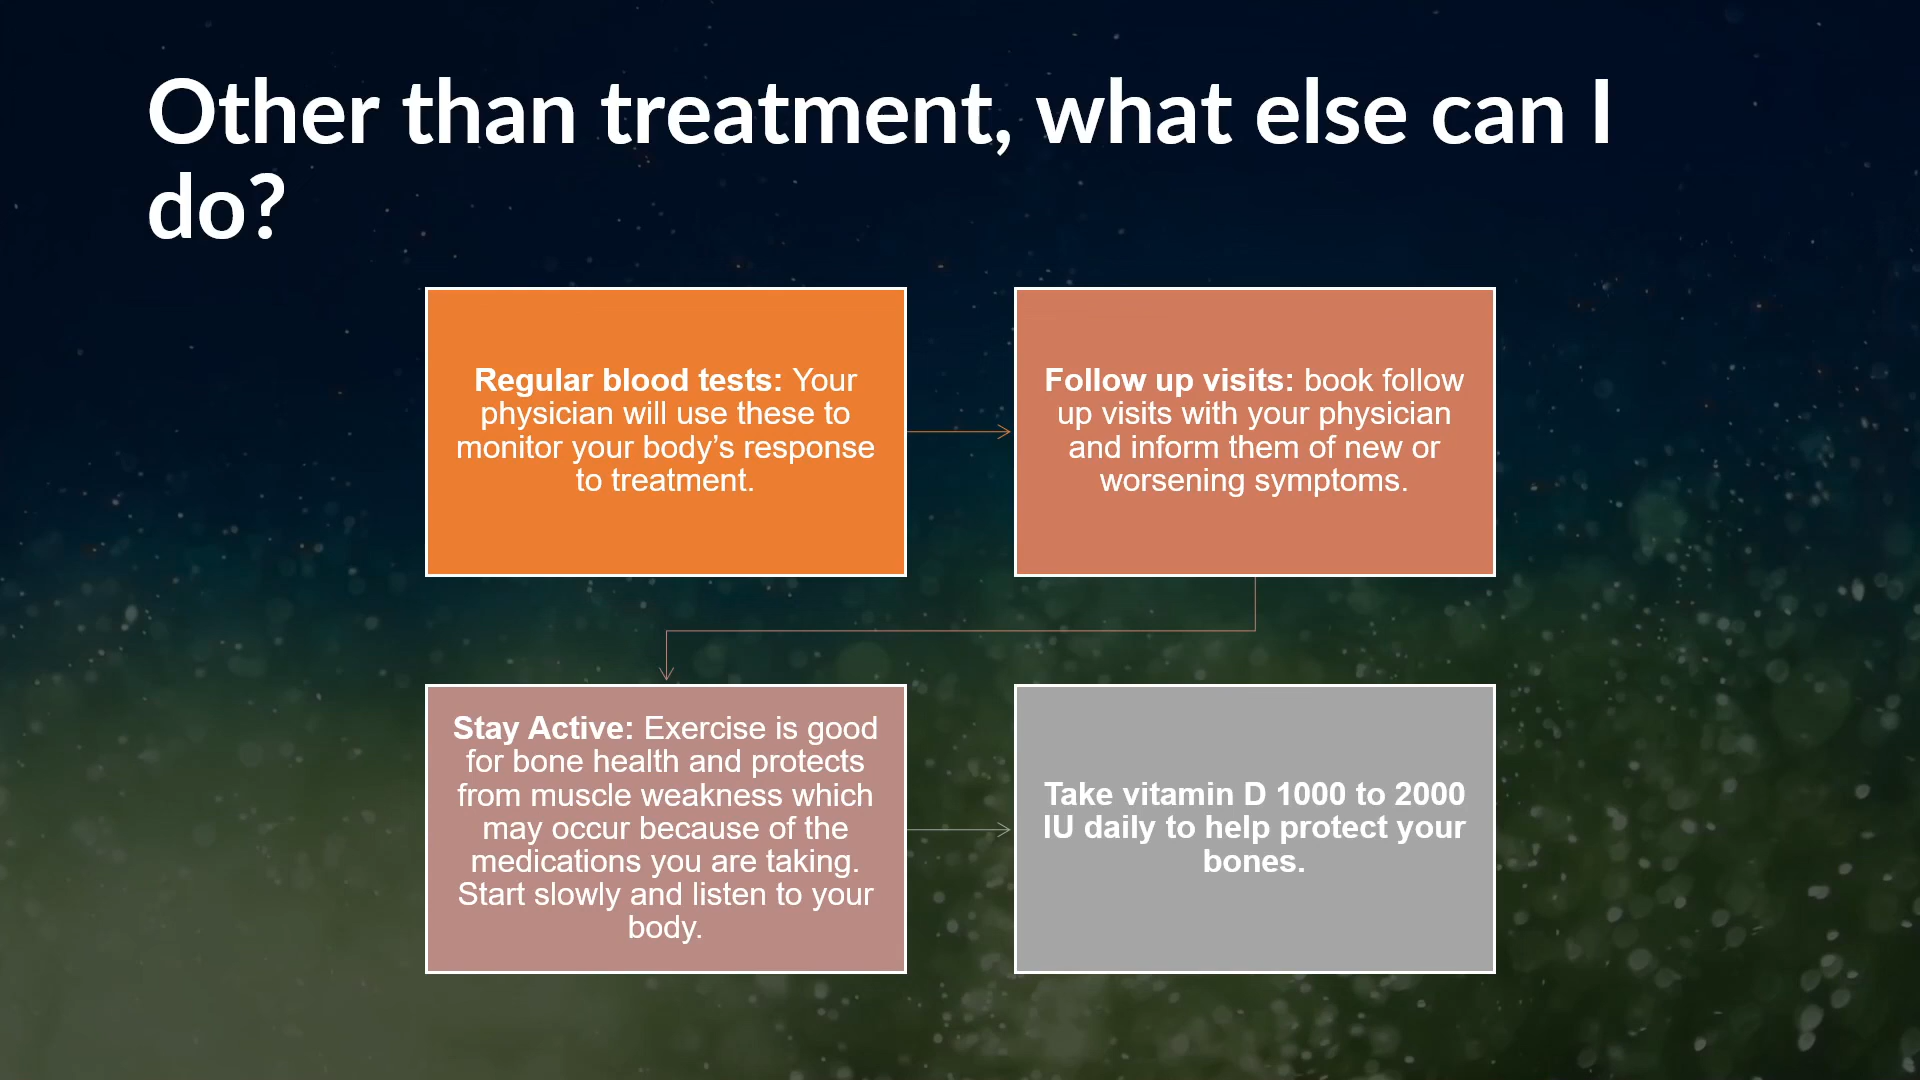 Other than treatment, what else can I
do?
Regular blood tests: Your
physician will use these to
monitor your body’s response
to treatment.
Follow up visits: book follow
up visits with your physician
and inform them of new or
worsening symptoms.
Stay Active: Exercise is good
for bone health and protects
from muscle weakness which
may occur because of the
medications you are taking.
Start slowly and listen to your
body.
Take vitamin D 1000 to 2000
IU daily to help protect your
bones.